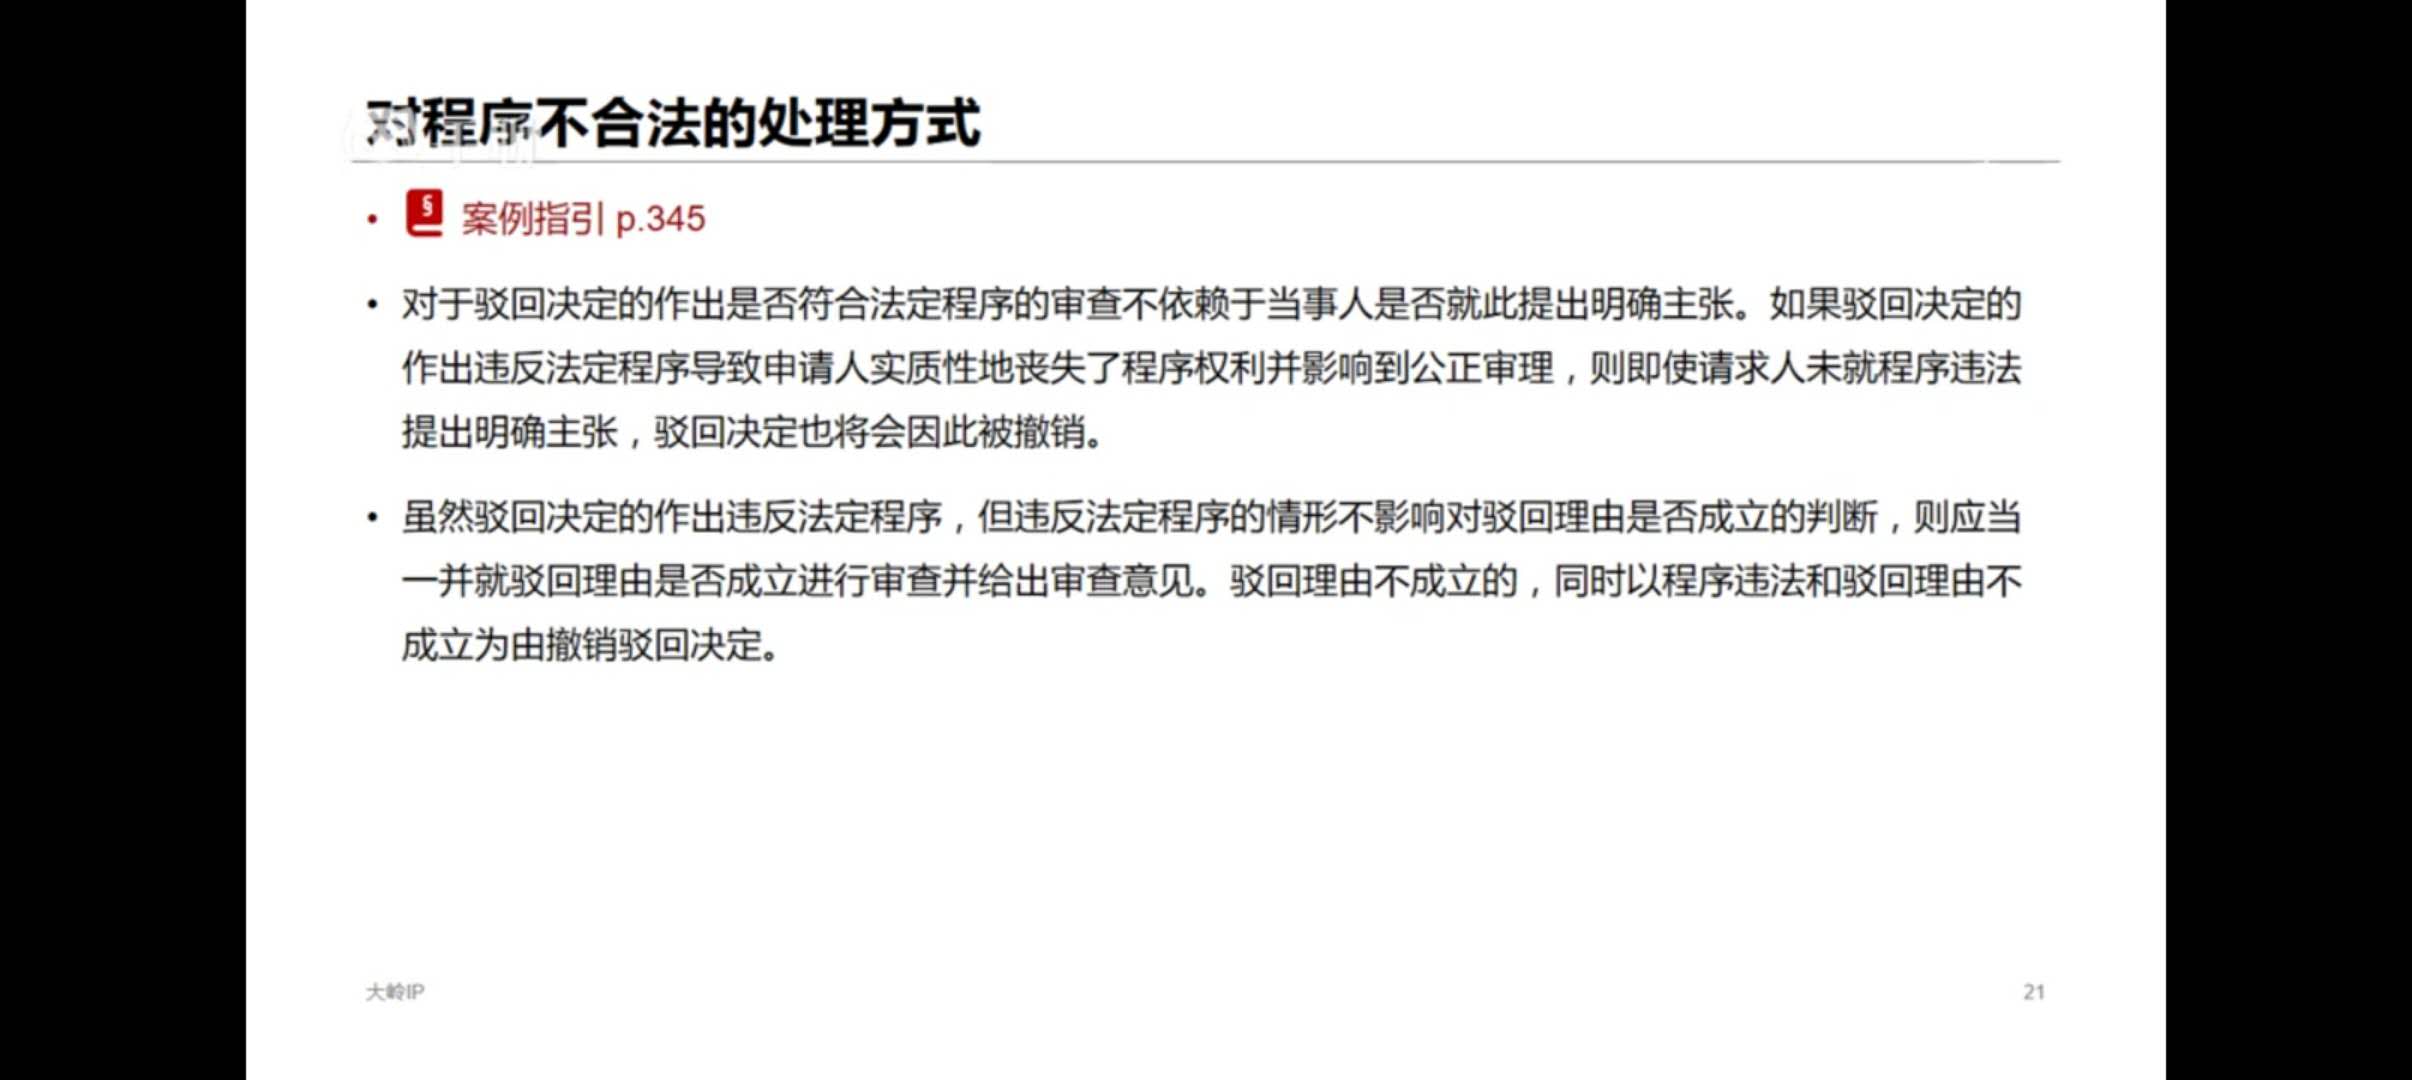 对程序不合法的处理方式
• § 案例指引 p.345
• 对于驳回决定的作出是否符合法定程序的审查不依赖于当事人是否就此提出明确主张。如果驳回决定的
作出违反法定程序导致申请人实质性地丧失了程序权利并影响到公正审理，则即使请求人未就程序违法
提出明确主张，驳回决定也将会因此被撤销。
• 虽然驳回决定的作出违反法定程序，但违反法定程序的情形不影响对驳回理由是否成立的判断，则应当
一并就驳回理由是否成立进行审查并给出审查意见。驳回理由不成立的，同时以程序违法和驳回理由不
成立为由撤销驳回决定。
大岭IP
21